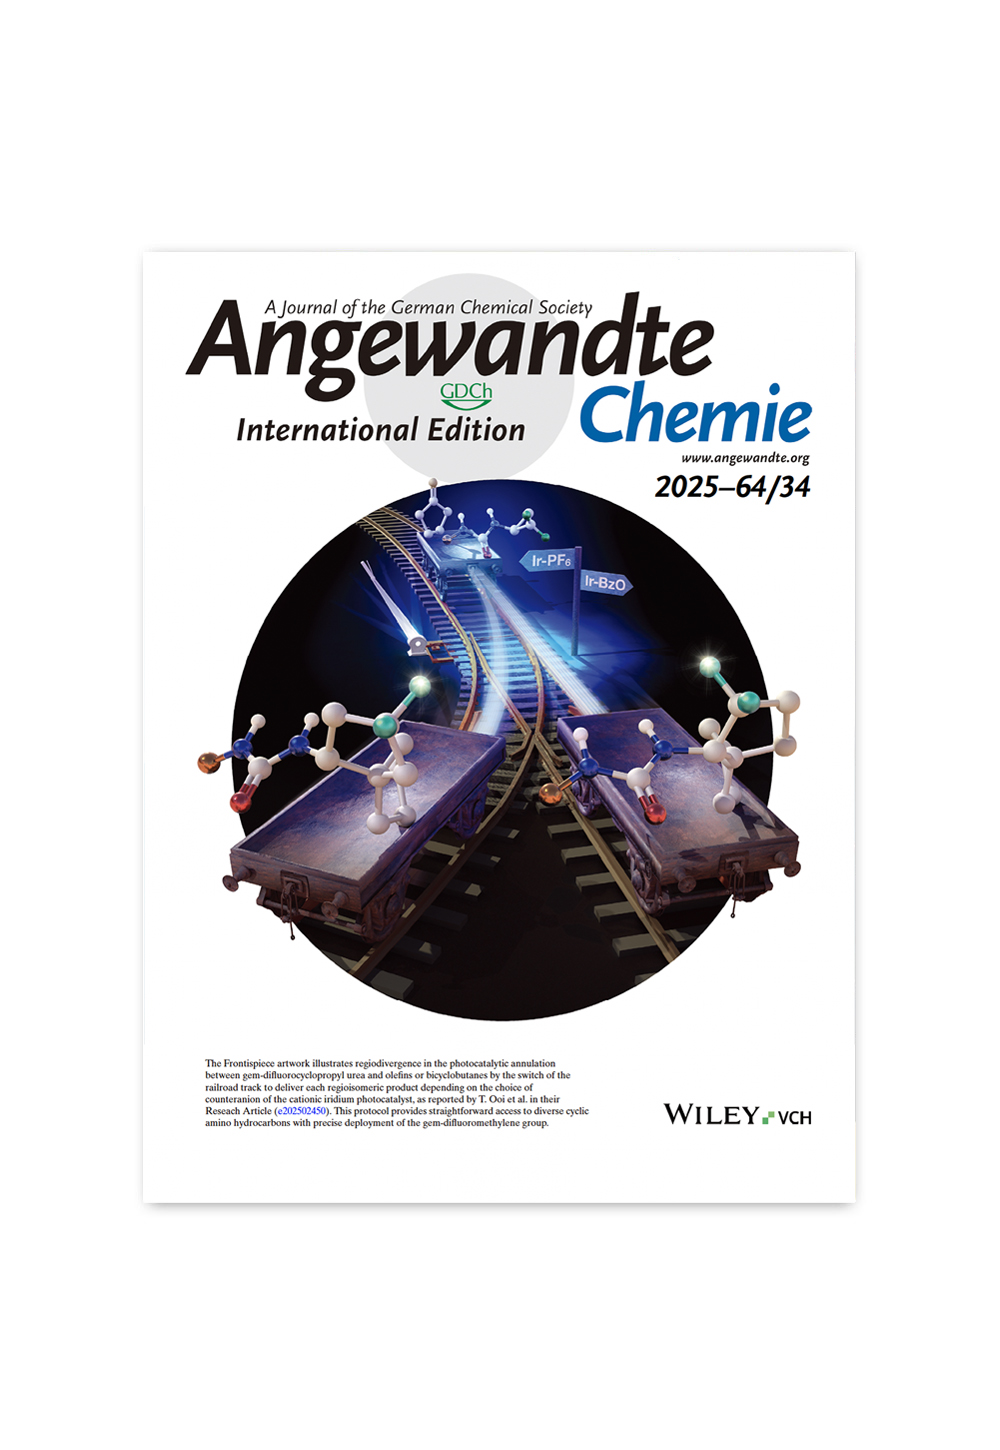 A Journal of the German Chemical Society
Angewandte
GDCh
Chemie
International Edition
www.angewandte.org
2025–64/34
Ir-PF6
Ir-BzO
The Frontispiece artwork illustrates regiodivergence in the photocatalytic annulation
between gem-difluorocyclopropyl urea and olefins or bicyclobutanes by the switch of the
railroad track to deliver each regioisomeric product depending on the choice of
counteranion of the cationic iridium photocatalyst, as reported by T. Ooi et al. in their
Reseach Article (e202502450). This protocol provides straightforward access to diverse cyclic
amino hydrocarbons with precise deployment of the gem-difluoromethylene group.
WILEY VCH